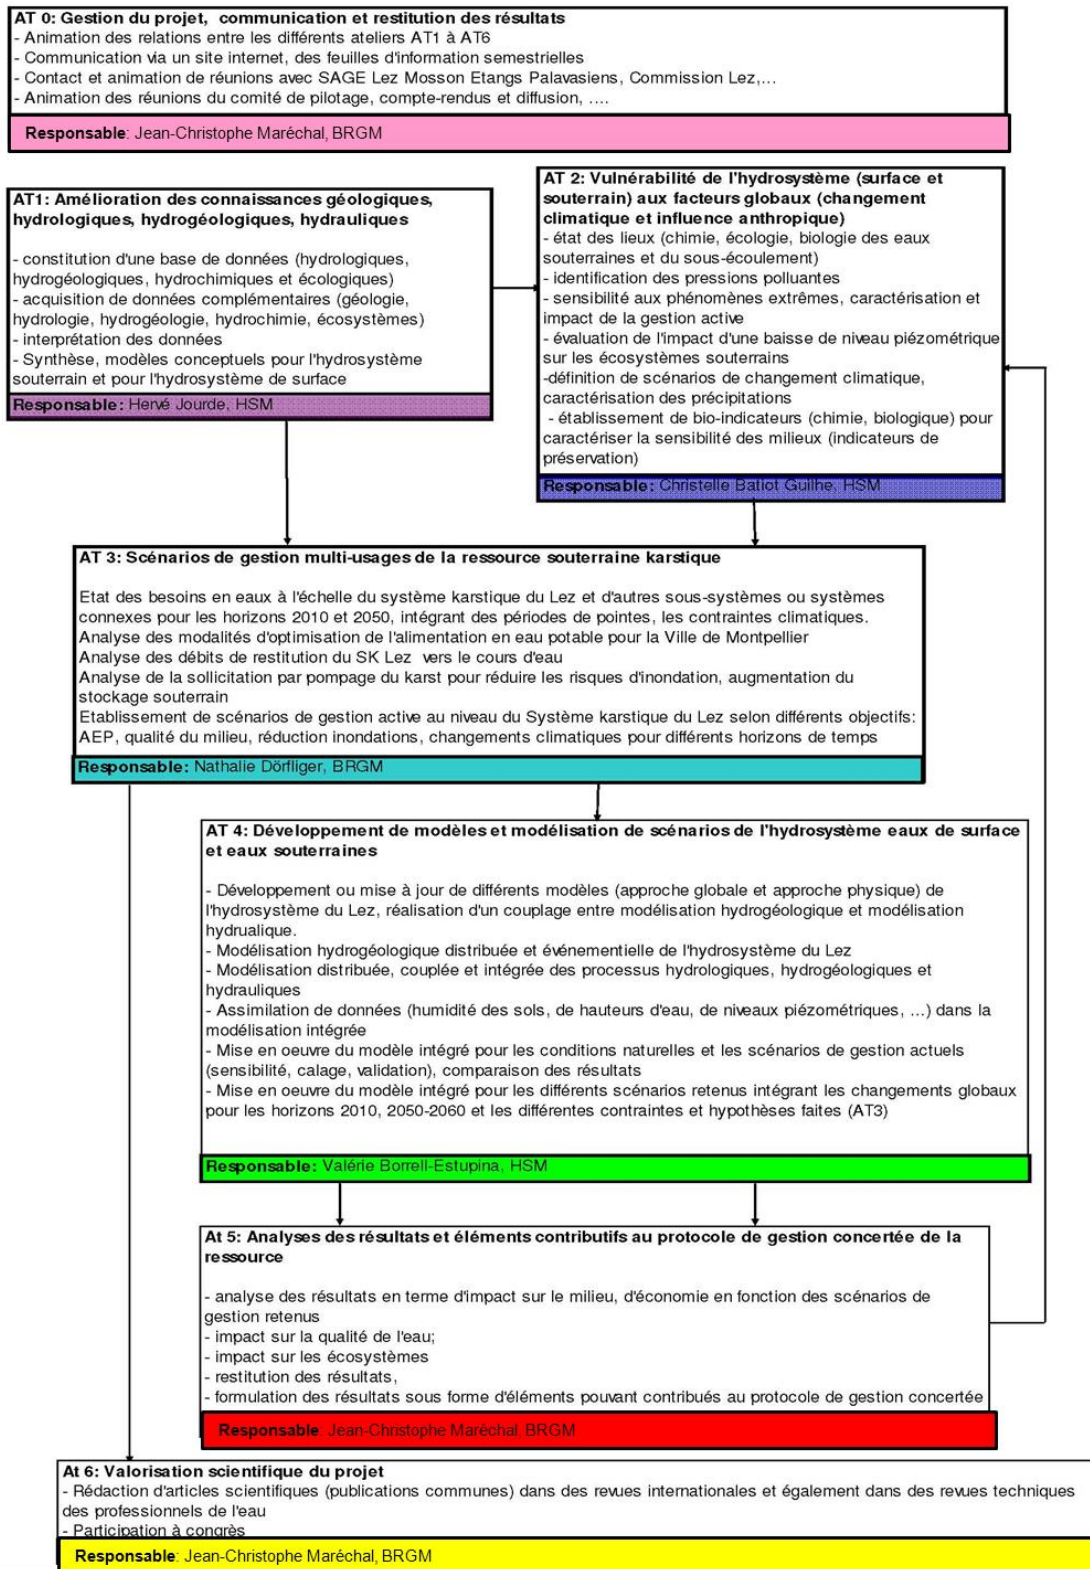 AT 0: Gestion du projet, communication et restitution des résultats
- Animation des relations entre les différents ateliers AT1 à AT6
- Communication via un site internet, des feuilles d'information semestrielles
- Contact et animation de réunions avec SAGE Lez Mosson Etangs Palavasiens, Commission Lez,...
- Animation des réunions du comité de pilotage, compte-rendus et diffusion, ....
Responsable: Jean-Christophe Maréchal, BRGM
AT1: Amélioration des connaissances géologiques,
hydrologiques, hydrogéologiques, hydrauliques
- constitution d'une base de données (hydrologiques,
hydrogéologiques, hydrochimiques et écologiques)
- acquisition de données complémentaires (géologie,
hydrologie, hydrogéologie, hydrochimie, écosystèmes)
- interprétation des données
- Synthèse, modèles conceptuels pour l'hydrosystème
souterrain et pour l'hydrosystème de surface
Responsable: Hervé Jourde, HSM
AT 2: Vulnérabilité de l'hydrosystème (surface et
souterrain) aux facteurs globaux (changement
climatique et influence anthropique)
- état des lieux (chimie, écologie, biologie des eaux
souterraines et du sous-écoulement)
- identification des pressions polluantes
- sensibilité aux phénomènes extrêmes, caractérisation et
impact de la gestion active
- évaluation de l'impact d'une baisse de niveau piézométrique
sur les écosystèmes souterrains
-définition de scénarios de changement climatique,
caractérisation des précipitations
- établissement de bio-indicateurs (chimie, biologique) pour
caractériser la sensibilité des milieux (indicateurs de
préservation)
Responsable: Christelle Batiot Guilhe, HSM
AT 3: Scénarios de gestion multi-usages de la ressource souterraine karstique
Etat des besoins en eaux à l'échelle du système karstique du Lez et d'autres sous-systèmes ou systèmes
connexes pour les horizons 2010 et 2050, intégrant des périodes de pointes, les contraintes climatiques.
Analyse des modalités d'optimisation de l'alimentation en eau potable pour la Ville de Montpellier
Analyse des débits de restitution du SK Lez vers le cours d'eau
Analyse de la sollicitation par pompage du karst pour réduire les risques d'inondation, augmentation du
stockage souterrain
Etablissement de scénarios de gestion active au niveau du Système karstique du Lez selon différents objectifs:
AEP, qualité du milieu, réduction inondations, changements climatiques pour différents horizons de temps
Responsable: Nathalie Dörfliger, BRGM
AT 4: Développement de modèles et modélisation de scénarios de l'hydrosystème eaux de surface
et eaux souterraines
- Développement ou mise à jour de différents modèles (approche globale et approche physique) de
l'hydrosystème du Lez, réalisation d'un couplage entre modélisation hydrogéologique et modélisation
hydrualique.
- Modélisation hydrogéologique distribuée et événementielle de l'hydrosystème du Lez
- Modélisation distribuée, couplée et intégrée des processus hydrologiques, hydrogéologiques et
hydrauliques
- Assimilation de données (humidité des sols, de hauteurs d'eau, de niveaux piézométriques, ...) dans la
modélisation intégrée
- Mise en oeuvre du modèle intégré pour les conditions naturelles et les scénarios de gestion actuels
(sensibilité, calage, validation), comparaison des résultats
- Mise en oeuvre du modèle intégré pour les différents scénarios retenus intégrant les changements globaux
pour les horizons 2010, 2050-2060 et les différentes contraintes et hypothèses faites (AT3)
Responsable: Valérie Borrell-Estupina, HSM
At 5: Analyses des résultats et éléments contributifs au protocole de gestion concertée de la
ressource
- analyse des résultats en terme d'impact sur le milieu, d'économie en fonction des scénarios de
gestion retenus
- impact sur la qualité de l'eau;
- impact sur les écosystèmes
- restitution des résultats,
- formulation des résultats sous forme d'éléments pouvant contribués au protocole de gestion concertée
Responsable: Jean-Christophe Maréchal, BRGM
At 6: Valorisation scientifique du projet
- Rédaction d'articles scientifiques (publications communes) dans des revues internationales et également dans des revues techniques
des professionnels de l'eau
- Participation à congrès
Responsable: Jean-Christophe Maréchal, BRGM